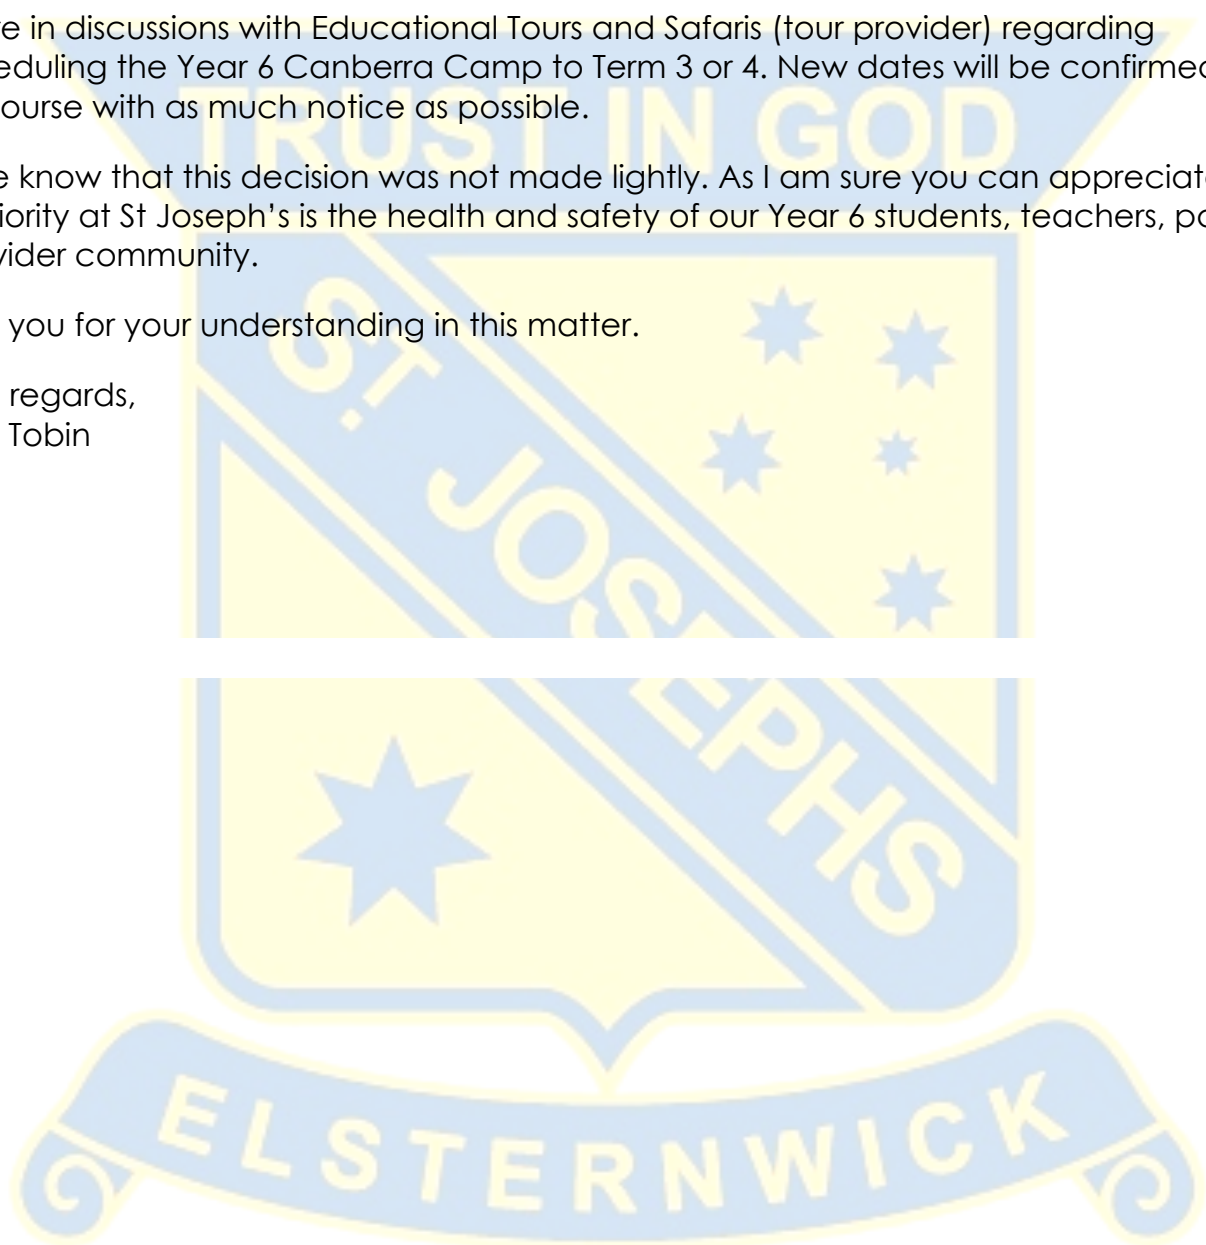 e in discussions with Educational Tours and Safaris (tour provider) regarding
eduling the Year 6 Canberra Camp to Term 3 or 4. New dates will be confirmed
ourse with as much notice as possible.
e know that this decision was not made lightly. As I am sure you can appreciate
iority at St Joseph's is the health and safety of our Year 6 students, teachers, pa
vider community.
you for your understanding in this matter.
regards,
Tobin
TRUST IN GOD
ST. JOSEPHS
ELSTERNWICK